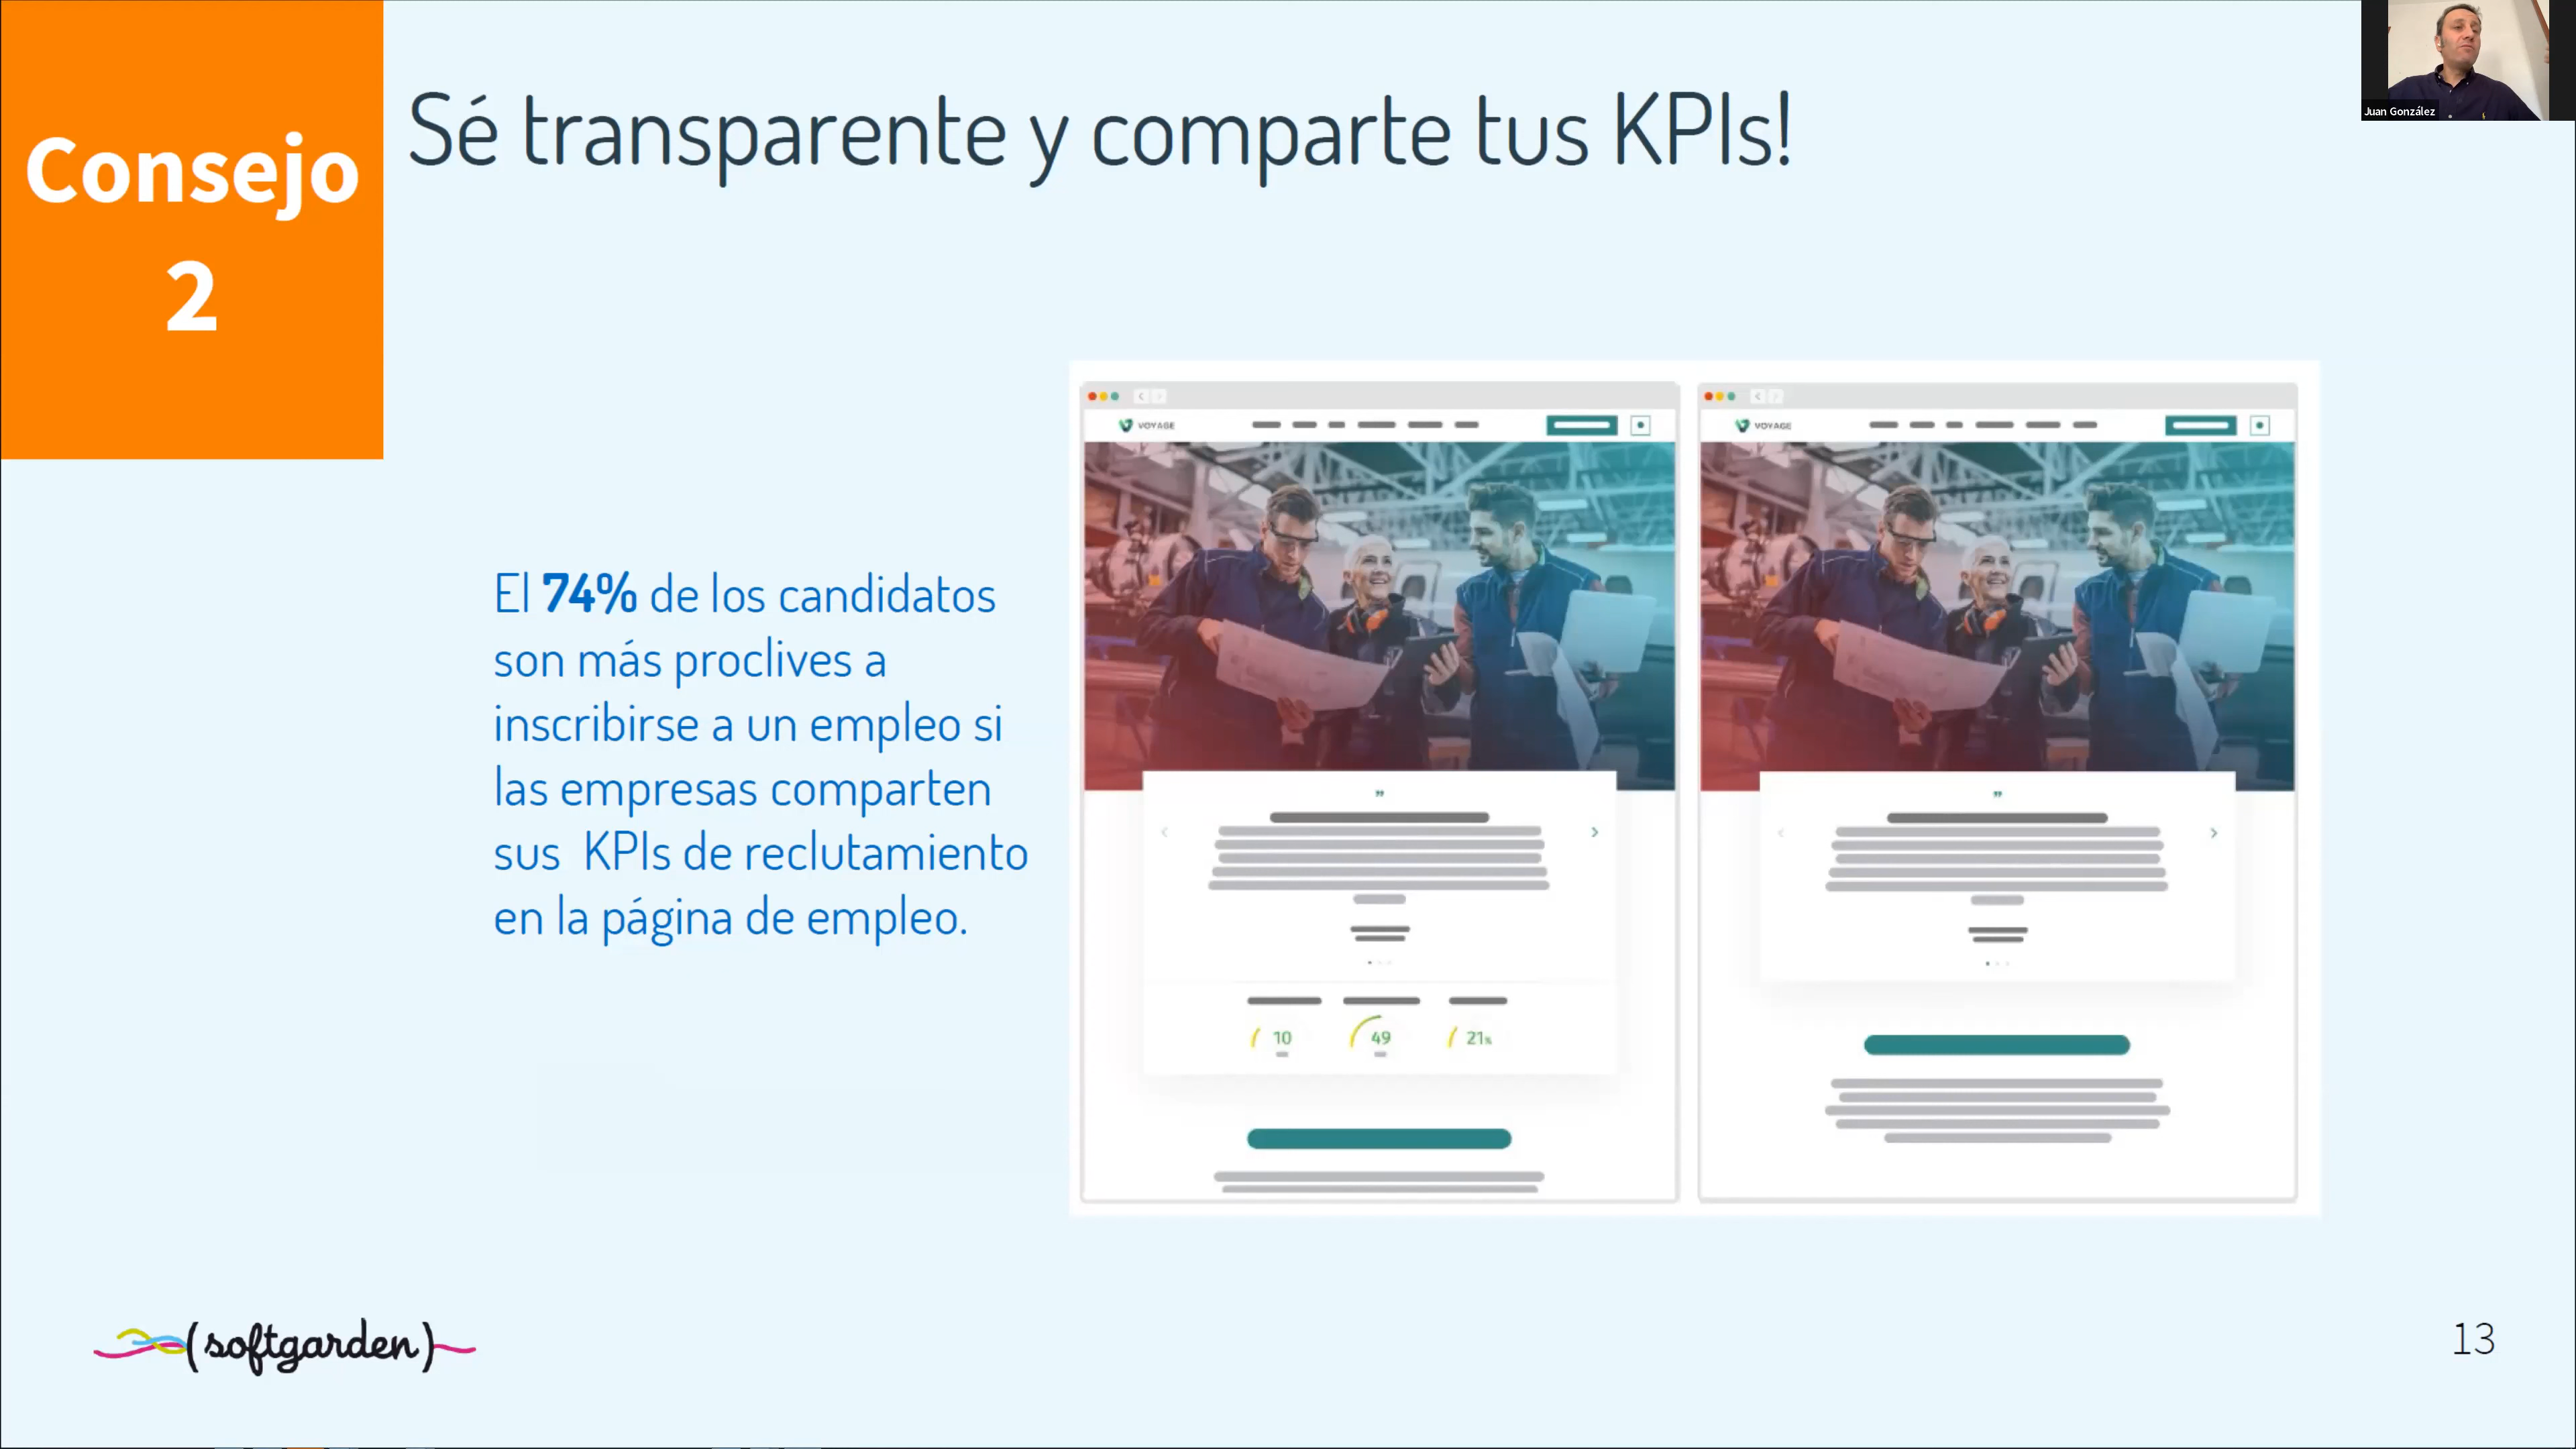 Consejo
2
Sé transparente y comparte tus KPIs!
Juan González
El 74% de los candidatos
son más proclives a
inscribirse a un empleo si
las empresas comparten
sus  KPIs de reclutamiento
en la página de empleo.
VOYAGE
VOYAGE
”
”
10
49
21%
(softgarden)
13